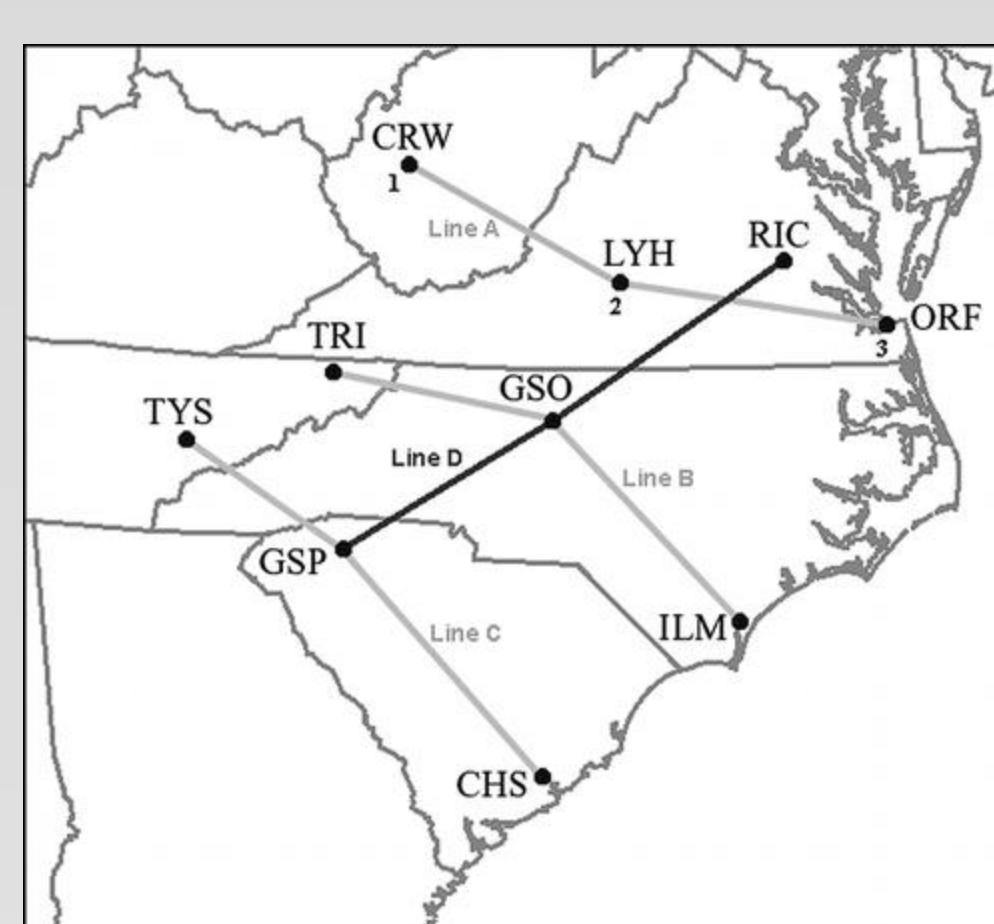 CRW
1
Line A
LYH
2
RIC
ORF
3
TRI
GSO
TYS
Line D
Line B
GSP
Line C
ILM
CHS